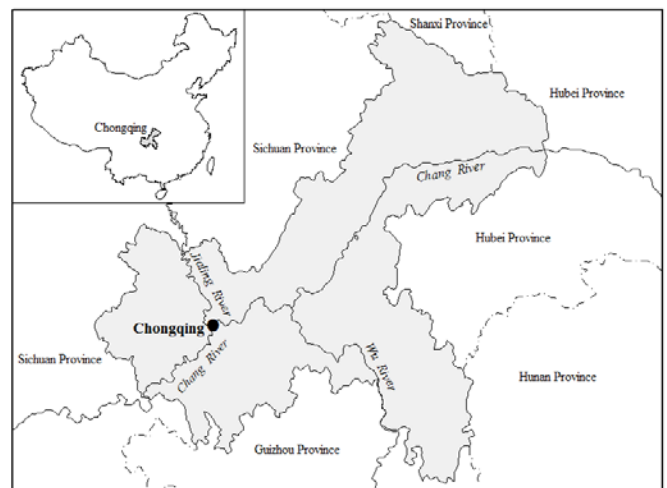 Shanxi Province
Hubei Province
Chongqing
Sichuan Province
Chang River
Hubei Province
Jialing River
Chongqing
Sichuan Province
Chang River
Wu River
Hunan Province
Guizhou Province